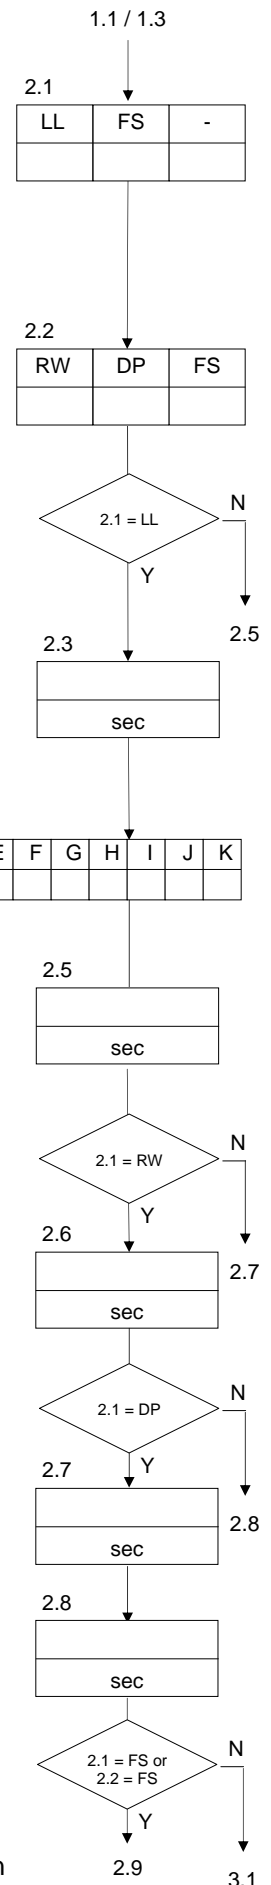 1.1 / 1.3
2.1
LL FS -
2.2
RW DP FS
2.1 = LL
N
Y
2.5
2.3
sec
F G H I J K
2.5
sec
2.1 = RW
N
Y
2.7
2.6
sec
2.1 = DP
N
Y
2.8
2.7
sec
2.8
sec
2.1 = FS or
2.2 = FS
N
Y
2.9
3.1